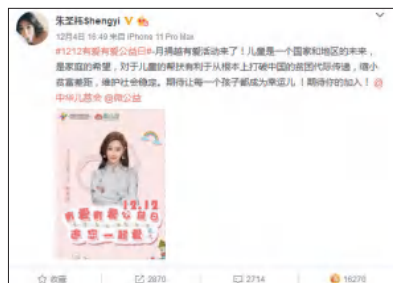 朱圣祎Shengyi
12月4日 16:49 来自 iPhone 11 Pro Max
#1212有爱有爱公益日#-月捐越有爱活动来了！儿童是一个国家和地区的未来，
是家庭的希望，对于儿童的帮扶有利于从根本上打破中国的贫困代际传递，缩小
贫富差距，维护社会稳定。期待让每一个孩子都成为幸运儿！期待你的加入！@
中华儿慈会 @微公益
12.12
有爱有爱公益日
一起爱
收藏
2870
2714
16270